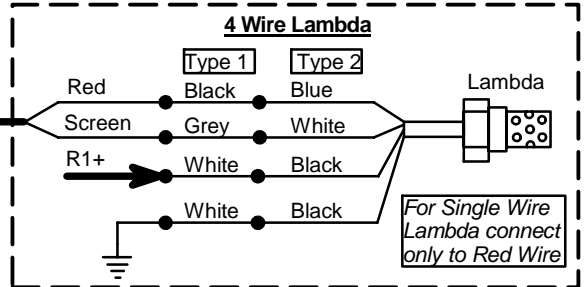 4 Wire Lambda
Type 1 Type 2
Lambda
Red Black Blue
Screen Grey White
R1+ White Black
White Black
For Single Wire
Lambda connect
only to Red Wire